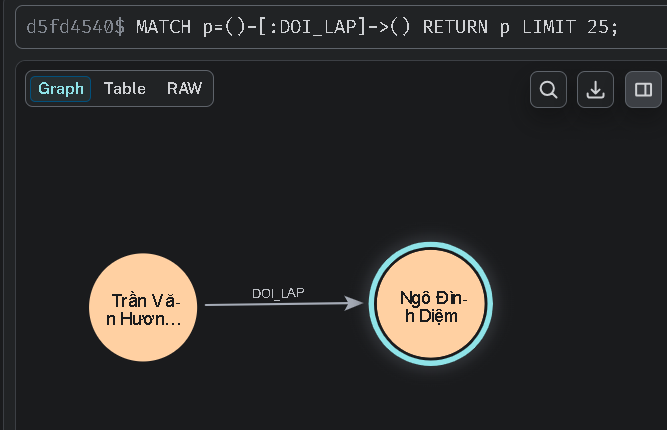 d5fd4540$ MATCH p=()-[:DOI_LAP]->() RETURN p LIMIT 25;
Graph Table RAW
Trần Vă-
n Hươn...
DOI_LAP
Ngô Đìn-
h Diệm